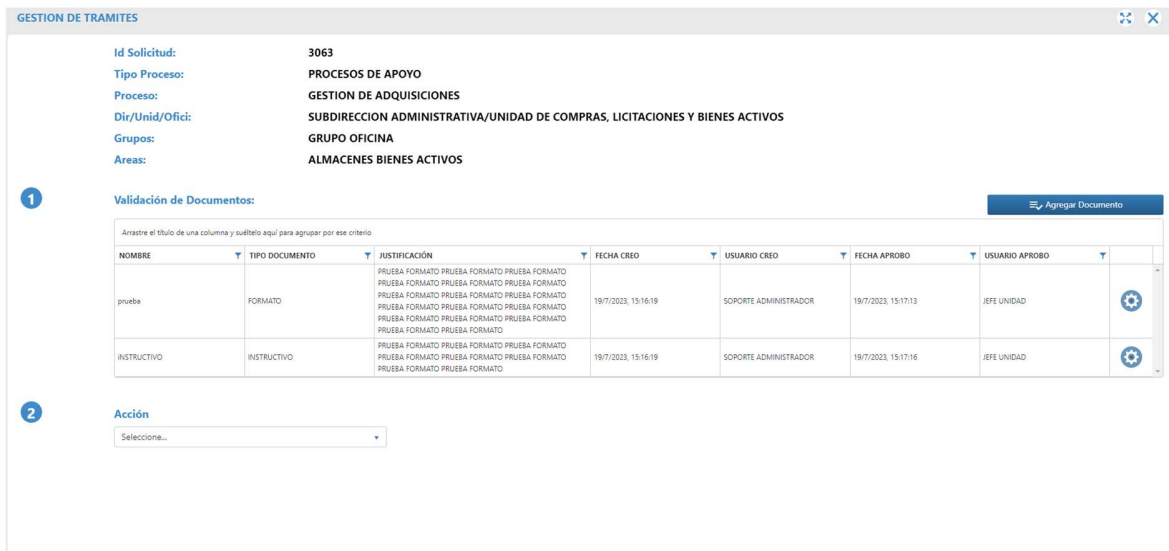 GESTION DE TRAMITES
Id Solicitud: 3063
Tipo Proceso: PROCESOS DE APOYO
Proceso: GESTION DE ADQUISICIONES
Dir/Unid/Ofici: SUBDIRECCION ADMINISTRATIVA/UNIDAD DE COMPRAS, LICITACIONES Y BIENES ACTIVOS
Grupos: GRUPO OFICINA
Areas: ALMACENES BIENES ACTIVOS
1 Validación de Documentos: Agregar Documento
Arrastre el título de una columna y suéltelo aquí para agrupar por ese criterio
NOMBRE TIPO DOCUMENTO JUSTIFICACIÓN FECHA CREO USUARIO CREO FECHA APROBO USUARIO APROBO
PRUEBA FORMATO PRUEBA FORMATO PRUEBA FORMATO
PRUEBA FORMATO PRUEBA FORMATO PRUEBA FORMATO
PRUEBA FORMATO PRUEBA FORMATO PRUEBA FORMATO
prueba FORMATO 19/7/2023, 15:16:19 SOPORTE ADMINISTRADOR 19/7/2023, 15:17:13 JEFE UNIDAD
PRUEBA FORMATO PRUEBA FORMATO PRUEBA FORMATO
PRUEBA FORMATO PRUEBA FORMATO PRUEBA FORMATO
PRUEBA FORMATO PRUEBA FORMATO
PRUEBA FORMATO PRUEBA FORMATO PRUEBA FORMATO
iNSTRUCTIVO INSTRUCTIVO PRUEBA FORMATO PRUEBA FORMATO PRUEBA FORMATO 19/7/2023, 15:16:19 SOPORTE ADMINISTRADOR 19/7/2023, 15:17:16 JEFE UNIDAD
PRUEBA FORMATO PRUEBA FORMATO
2 Acción
Seleccione...